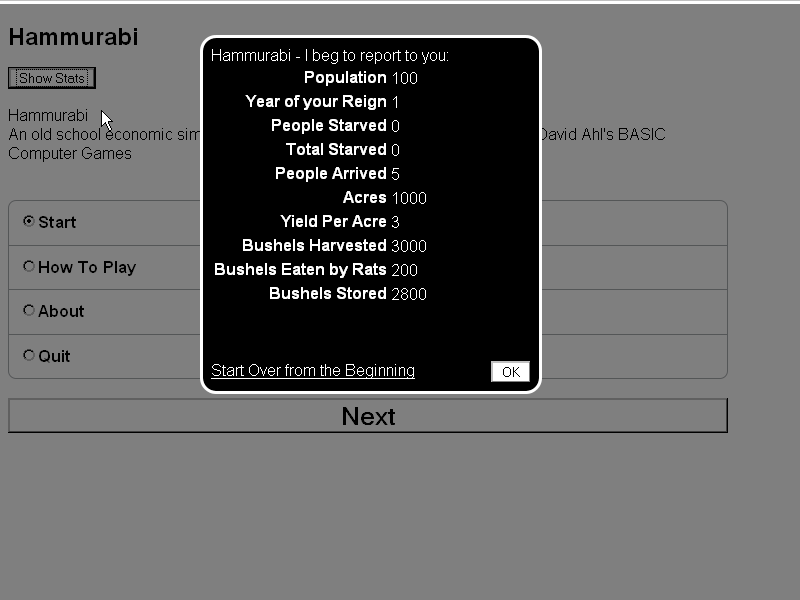 Hammurabi
Show Stats
Hammurabi
An old school economic sim
David Ahl's BASIC
Computer Games
Start
How To Play
About
Quit
Next
Hammurabi - I beg to report to you:
Population 100
Year of your Reign 1
People Starved 0
Total Starved 0
People Arrived 5
Acres 1000
Yield Per Acre 3
Bushels Harvested 3000
Bushels Eaten by Rats 200
Bushels Stored 2800
Start Over from the Beginning
OK